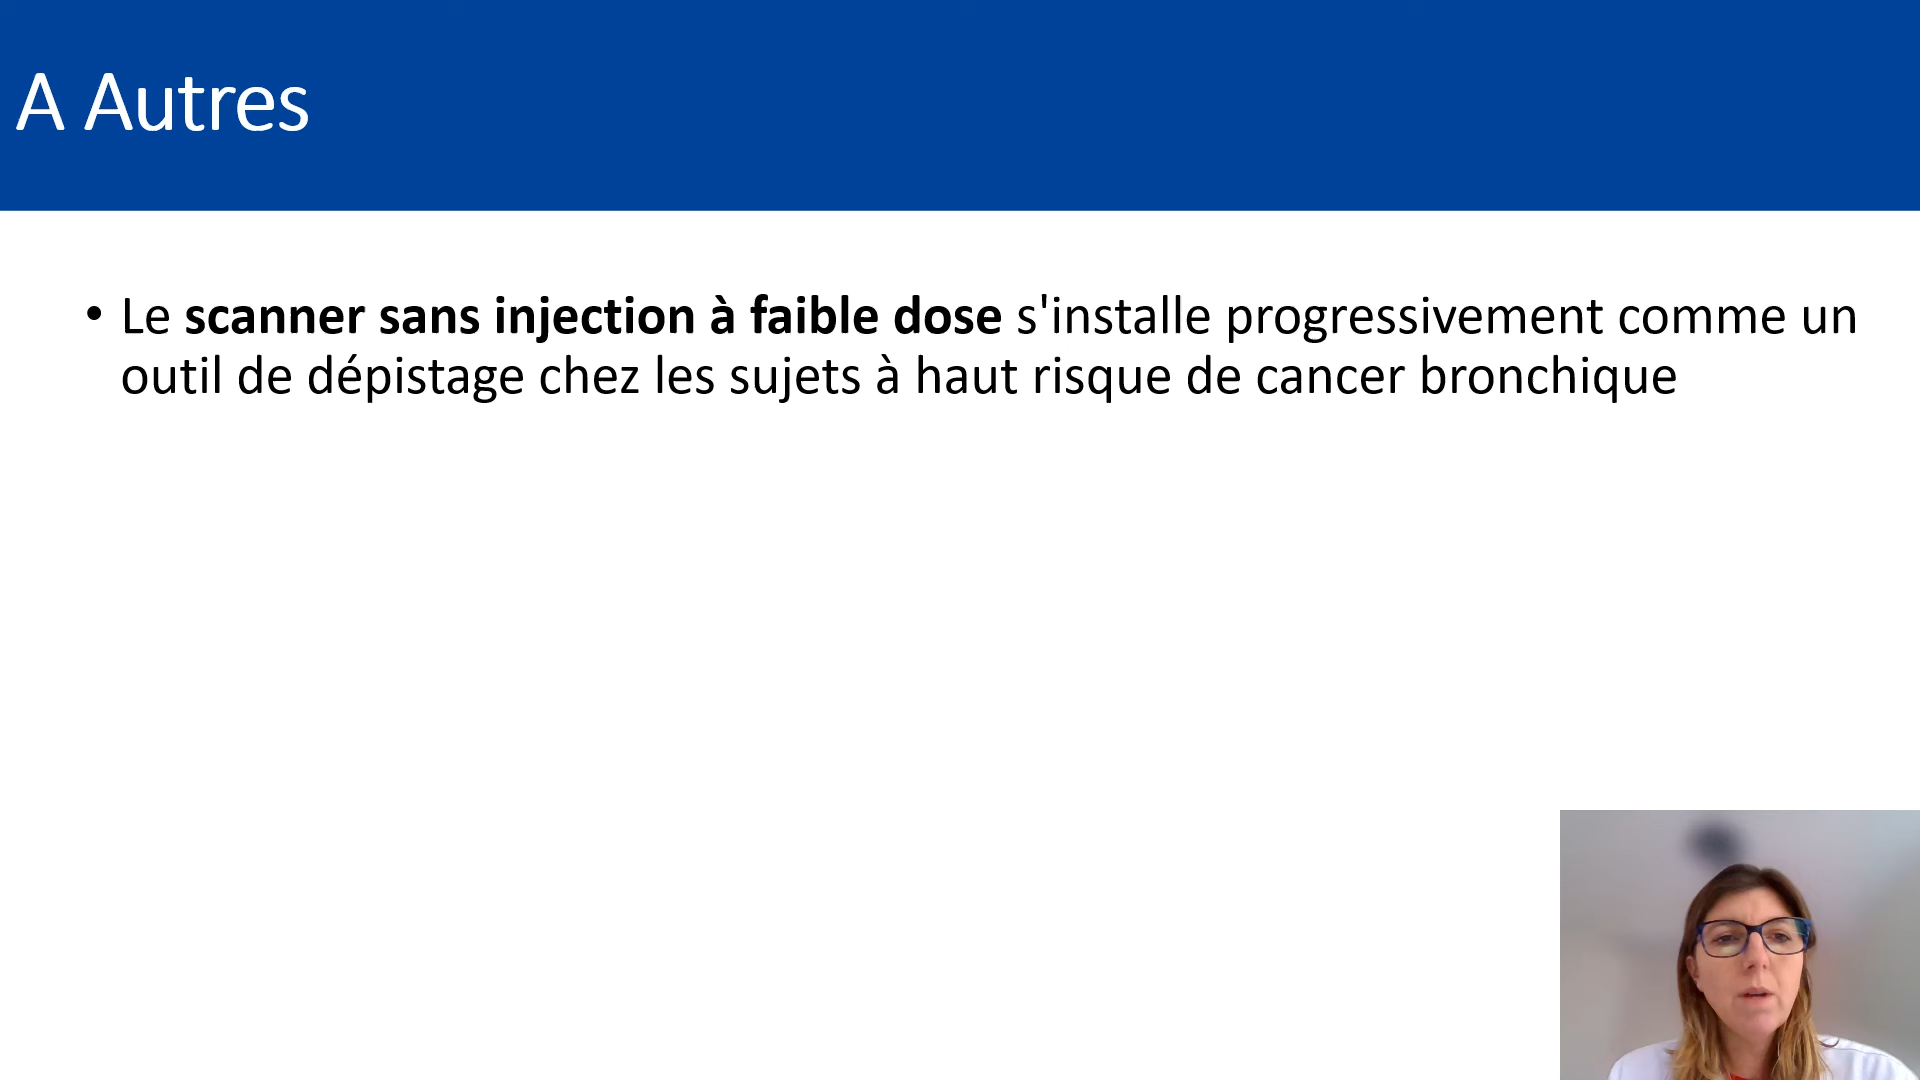 A Autres
• Le scanner sans injection à faible dose s'installe progressivement comme un
outil de dépistage chez les sujets à haut risque de cancer bronchique